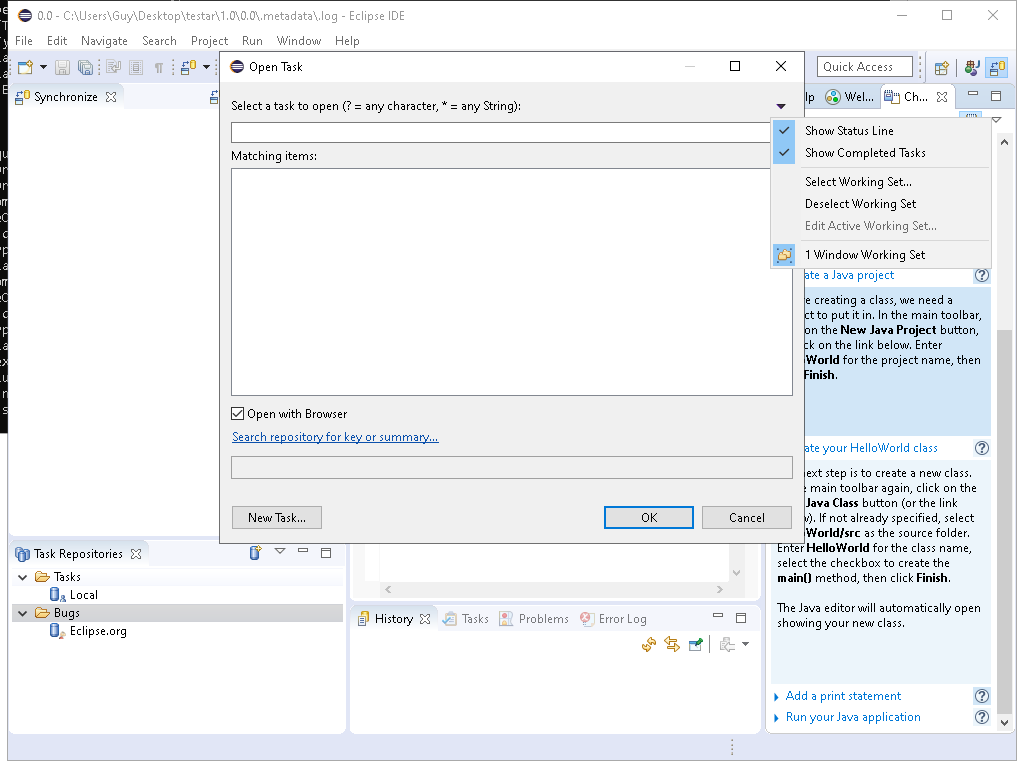 0.0 - C:\Users\Guy\Desktop\testar\1.0\0.0\.metadata\.log - Eclipse IDE
File Edit Navigate Search Project Run Window Help
Quick Access
Synchronize
Wel...
Ch...
Open Task
Select a task to open (? = any character, * = any String):
Matching items:
Show Status Line
Show Completed Tasks
Select Working Set...
Deselect Working Set
Edit Active Working Set...
1 Window Working Set
Open with Browser
Search repository for key or summary...
New Task...
OK
Cancel
a Java project
creating a class, we need a
to put it in. In the main toolbar,
on the New Java Project button,
on the link below. Enter
World for the project name, then
Finish.
your HelloWorld class
step is to create a new class.
main toolbar again, click on the
Java Class button (or the link
If not already specified, select
World/src as the source folder.
Enter HelloWorld for the class name,
select the checkbox to create the
main() method, then click Finish.
The Java editor will automatically open
showing your new class.
Add a print statement
Run your Java application
Task Repositories
Tasks
Local
Bugs
Eclipse.org
History
Tasks
Problems
Error Log